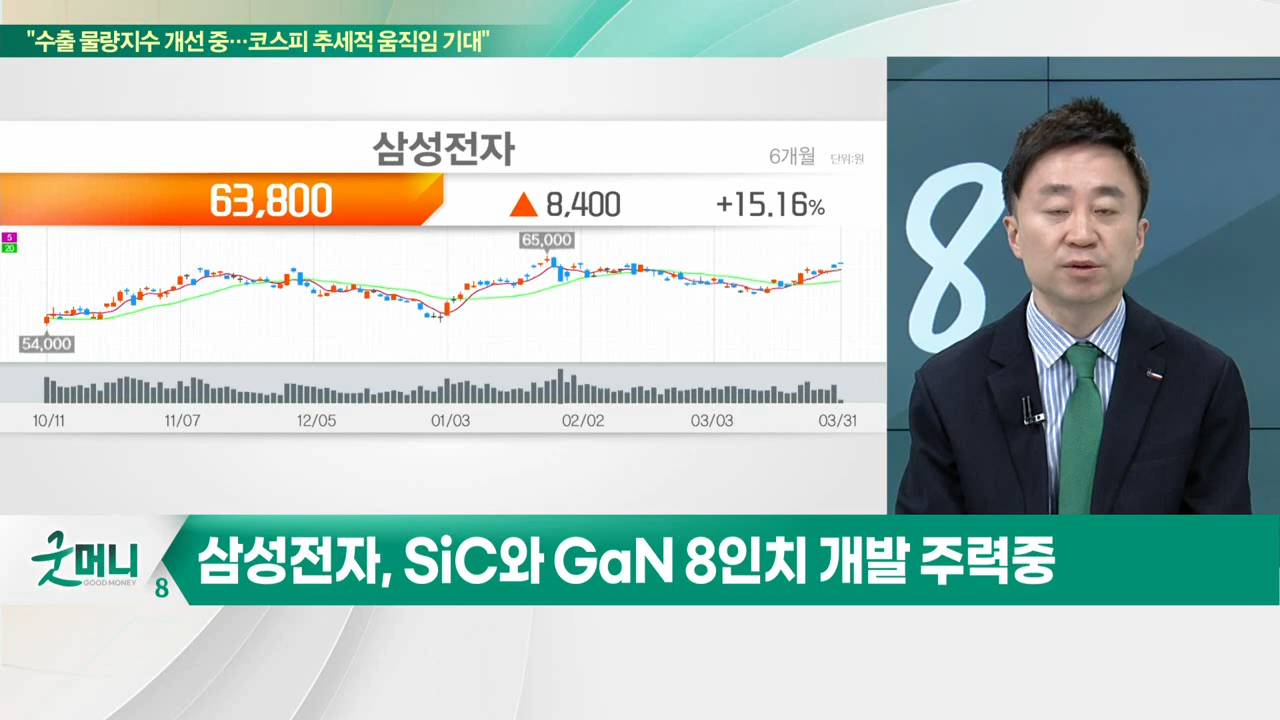 "수출 물량지수 개선 중…코스피 추세적 움직임 기대"
삼성전자
6개월 단위:원
63,800 ▲ 8,400 +15.16%
5
20
65,000
54,000
10/11 11/07 12/05 01/03 02/02 03/03 03/31
8
굿머니
GOOD MONEY
8
삼성전자, SiC와 GaN 8인치 개발 주력중